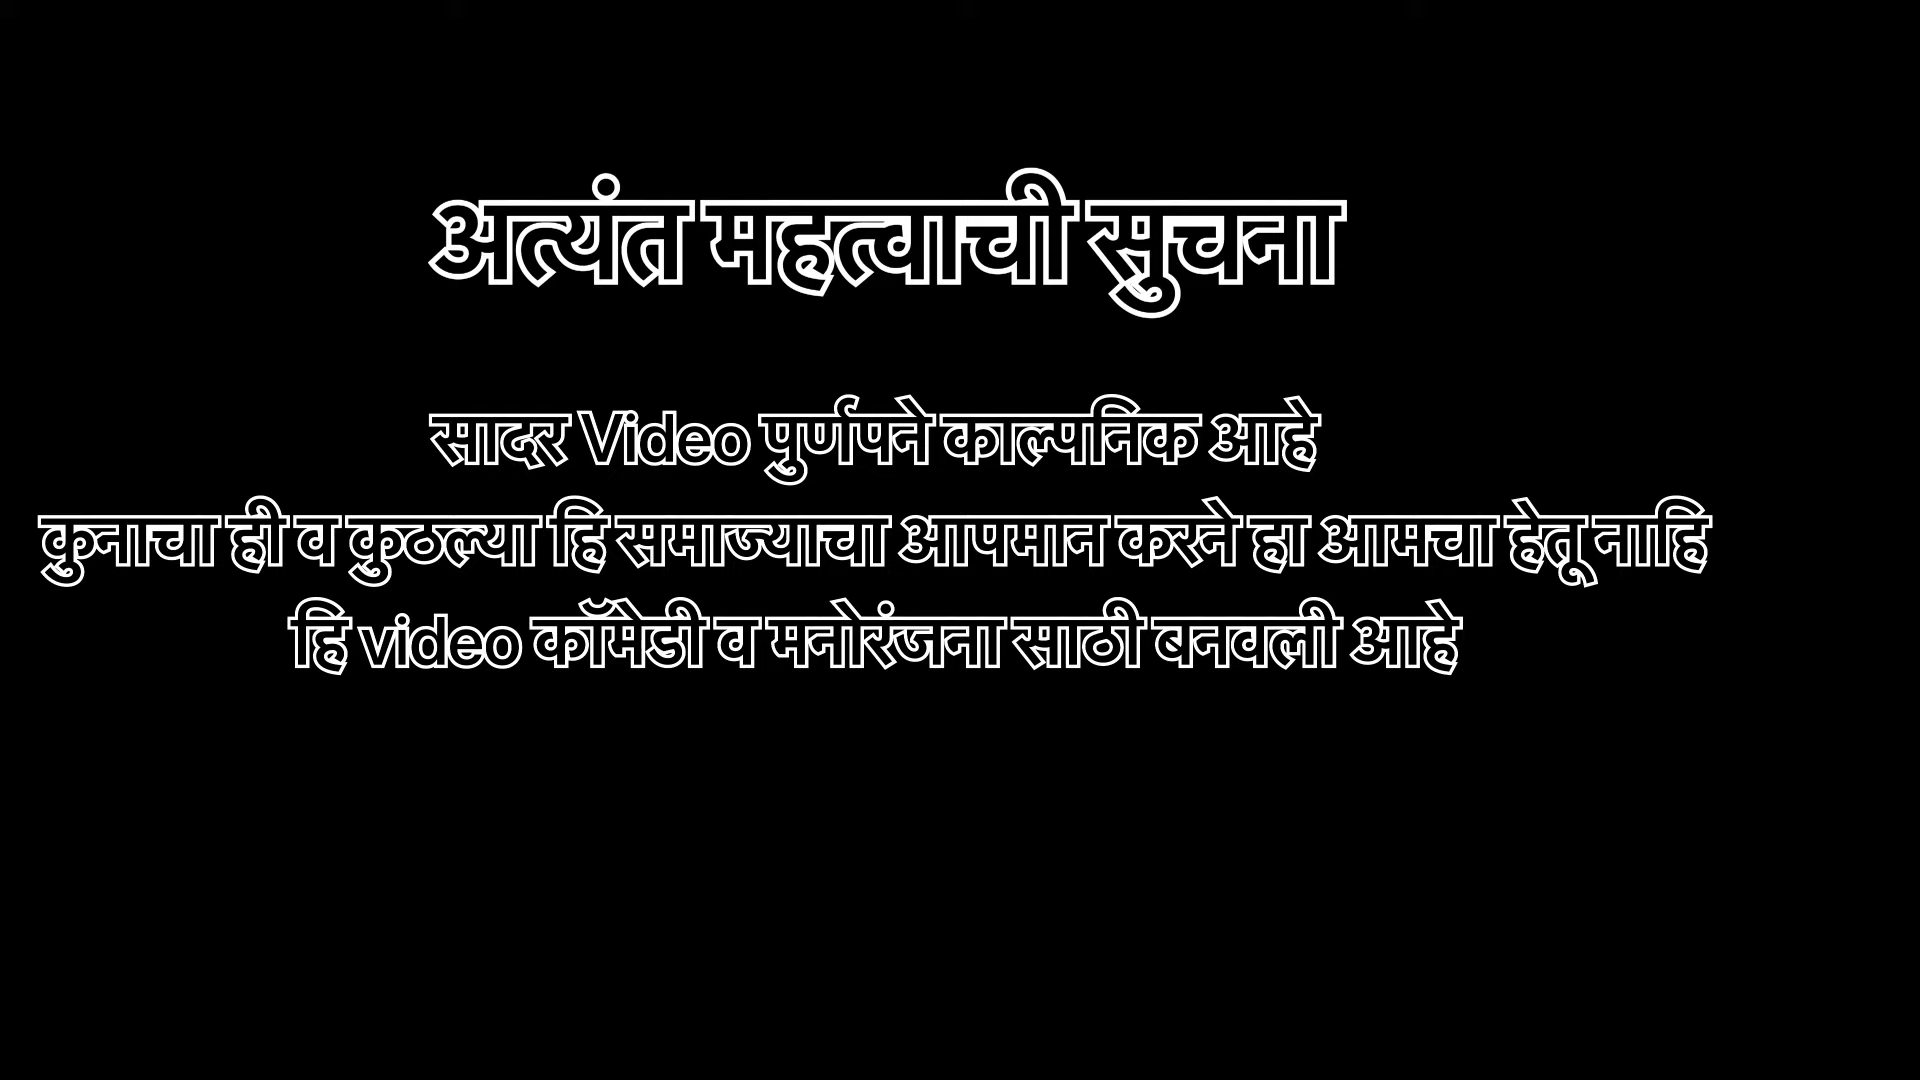 अत्यंत महत्वाची सुचना
सादर Video पुर्णपने काल्पनिक आहे
कुनाचा ही व कुठल्या हि समाज्याचा आपमान करने हा आमचा हेतू नाहि
हि video कॉमेडी व मनोरंजना साठी बनवली आहे